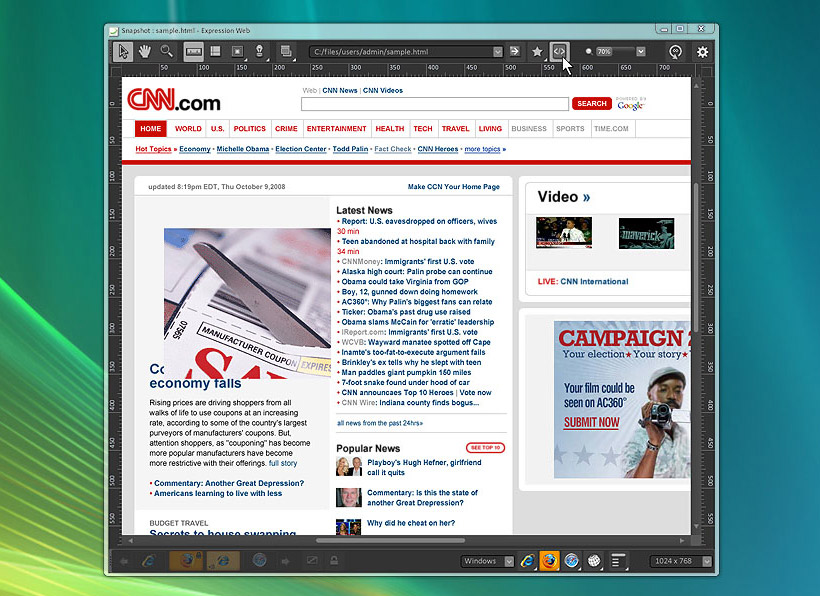 Snapshot : sample.html - Expression Web
C:/files/users/admin/sample.html
70%
50 100 150 200 250 300 350 400 450 500 550 600 650 700
CNN.com
Web | CNN News | CNN Videos
SEARCH
POWERED BY
Google
HOME WORLD U.S. POLITICS CRIME ENTERTAINMENT HEALTH TECH TRAVEL LIVING BUSINESS SPORTS TIME.COM
Hot Topics » Economy • Michelle Obama • Election Center • Todd Palin • Fact Check • CNN Heroes • more topics »
updated 8:19pm EDT, Thu October 9,2008
Make CCN Your Home Page
07565
MANUFACTURER COUPON
EXPIRES
SA
Co
economy falls
Rising prices are driving shoppers from all
walks of life to use coupons at an increasing
rate, according to some of the country's largest
purveyors of manufacturers' coupons. But,
attention shoppers, as "couponing" has become
more popular manufacturers have become
more restrictive with their offerings. full story
• Commentary: Another Great Depression?
• Americans learning to live with less
BUDGET TRAVEL
Secrets to house swapping
Latest News
• Report: U.S. eavesdropped on officers, wives
30 min
• Teen abandoned at hospital back with family
34 min
• CNNMoney: Immigrants' first U.S. vote
• Alaska high court: Palin probe can continue
• Obama could take Virginia from GOP
• Boy, 12, gunned down doing homework
• AC360°: Why Palin's biggest fans can relate
• Ticker: Obama's past drug use raised
• Obama slams McCain for 'erratic' leadership
• iReport.com: Immigrants' first U.S. vote
• WCVB: Wayward manatee spotted off Cape
• Inamte's too-fat-to-execute argument fails
• Brinkley's ex tells why he slept with teen
• Man paddles giant pumpkin 150 miles
• 7-foot snake found under hood of car
• CNN announcaes Top 10 Heroes | Vote now
• CNN Wire: Indiana county finds bogus...
all news from the past 24hrs»
Popular News
SEE TOP 10
Playboy's Hugh Hefner, girlfriend
call it quits
Commentary: Is this the state of
another Great Drepression?
Why did he cheat on her?
Video »
maverick
LIVE: CNN International
CAMPAIGN 2
Your election★Your story★
Your film could be
seen on AC360°
SUBMIT NOW
Windows
1024 x 768